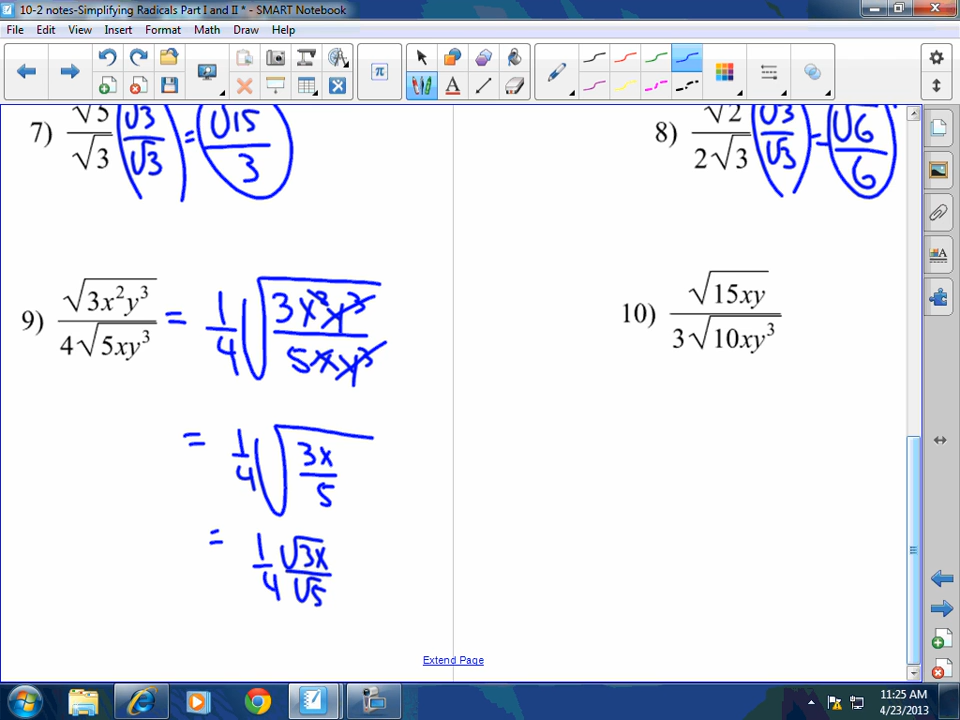 10-2 notes-Simplifying Radicals Part I and II * - SMART Notebook
File Edit View Insert Format Math Draw Help
7) √5/√3 (√3/√3) = √15/3
8) √2/2√3 (√3/√3) = √6/6
9) √3x²y³/4√5xy³ = 1/4 √3x²y³/5xy³
10) √15xy/3√10xy³
= 1/4 √3x/5
= 1/4 √3x/√5
Extend Page
11:25 AM
4/23/2013